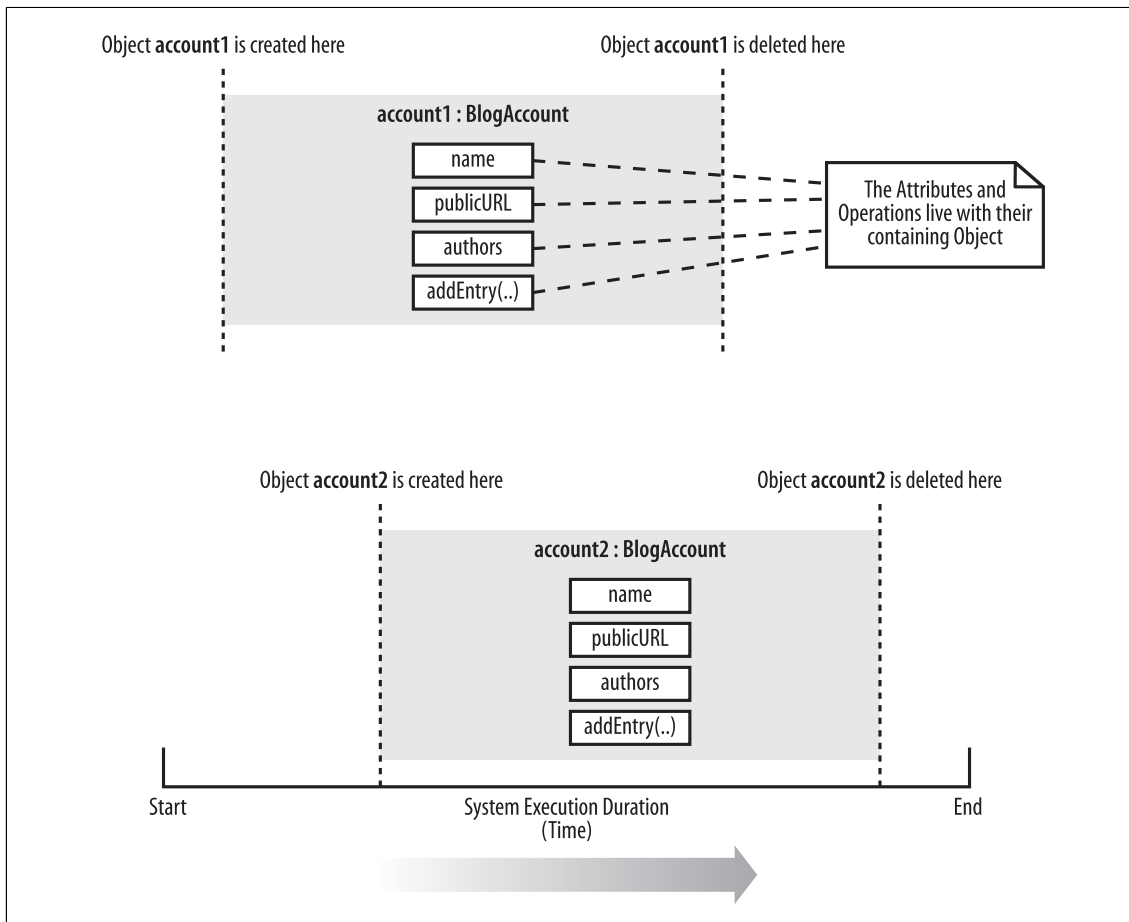 Object account1 is created here
Object account1 is deleted here
account1 : BlogAccount
name
publicURL
authors
addEntry(..)
The Attributes and
Operations live with their
containing Object
Object account2 is created here
Object account2 is deleted here
account2 : BlogAccount
name
publicURL
authors
addEntry(..)
Start
System Execution Duration
(Time)
End